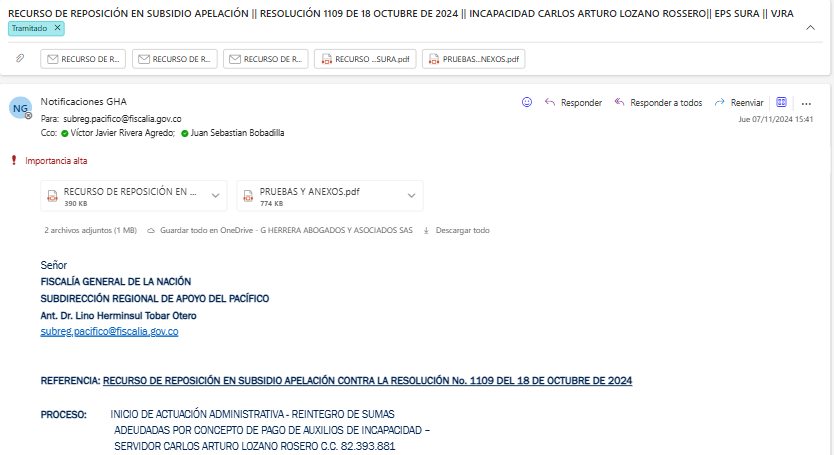 RECURSO DE REPOSICIÓN EN SUBSIDIO APELACIÓN || RESOLUCIÓN 1109 DE 18 OCTUBRE DE 2024 || INCAPACIDAD CARLOS ARTURO LOZANO ROSSERO|| EPS SURA || VJRA
Tramitado ×
RECURSO DE R... RECURSO DE R... RECURSO DE R... RECURSO ...SURA.pdf PRUEBAS...NEXOS.pdf
NG Notificaciones GHA Responder Responder a todos Reenviar ...
Para: subreg.pacifico@fiscalia.gov.co Jue 07/11/2024 15:41
Cco: Víctor Javier Rivera Agredo; Juan Sebastian Bobadilla
Importancia alta
RECURSO DE REPOSICIÓN EN ... PRUEBAS Y ANEXOS.pdf
390 KB 774 KB
2 archivos adjuntos (1 MB) Guardar todo en OneDrive - G HERRERA ABOGADOS Y ASOCIADOS SAS Descargar todo
Señor
FISCALÍA GENERAL DE LA NACIÓN
SUBDIRECCIÓN REGIONAL DE APOYO DEL PACÍFICO
Ant. Dr. Lino Herminsul Tobar Otero
subreg.pacifico@fiscalia.gov.co
REFERENCIA: RECURSO DE REPOSICIÓN EN SUBSIDIO APELACIÓN CONTRA LA RESOLUCIÓN No. 1109 DEL 18 DE OCTUBRE DE 2024
PROCESO: INICIO DE ACTUACIÓN ADMINISTRATIVA - REINTEGRO DE SUMAS
ADEUDADAS POR CONCEPTO DE PAGO DE AUXILIOS DE INCAPACIDAD –
SERVIDOR CARLOS ARTURO LOZANO ROSERO C.C. 82.393.881